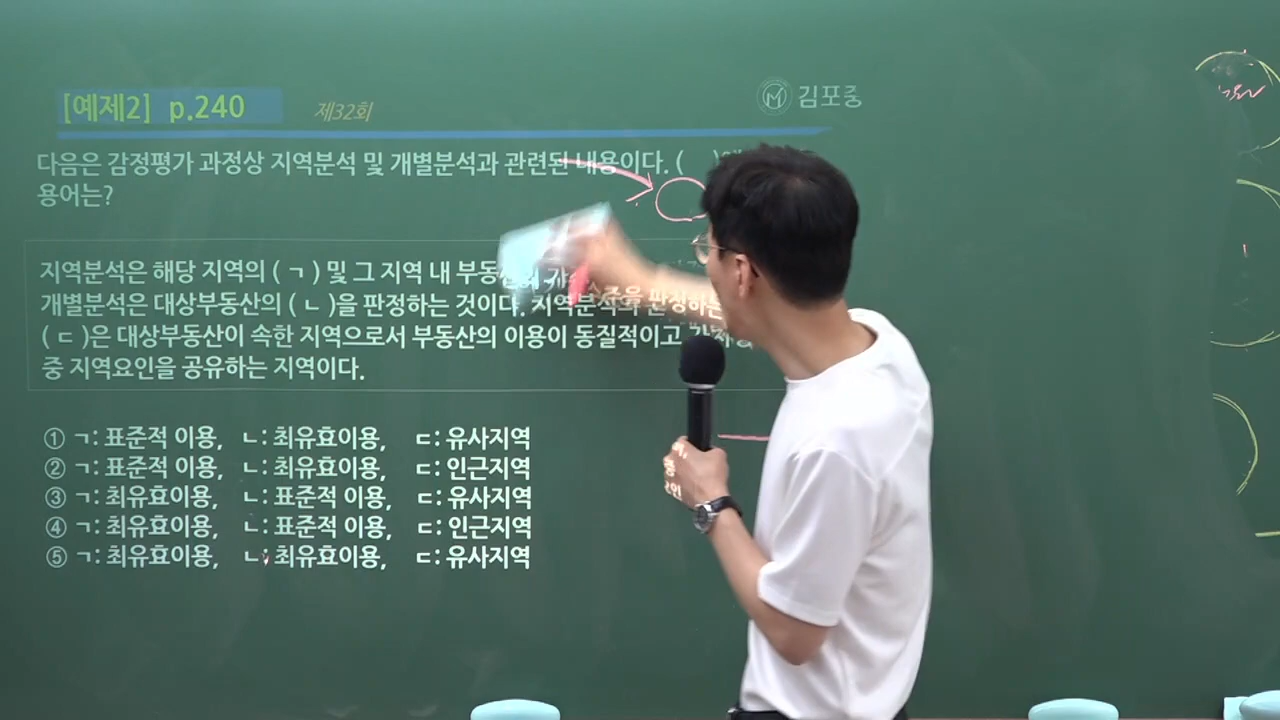 [예제2] p.240
제32회
김포중
다음은 감정평가 과정상 지역분석 및 개별분석과 관련된 내용이다. (
용어는?
지역분석은 해당 지역의 ( ㄱ ) 및 그 지역 내
개별분석은 대상부동산의 ( ㄴ )을 판정하는 것이다.
( ㄷ )은 대상부동산이 속한 지역으로서 부동산의 이용이 동질적이고
중 지역요인을 공유하는 지역이다.
① ㄱ: 표준적 이용, ㄴ: 최유효이용, ㄷ: 유사지역
② ㄱ: 표준적 이용, ㄴ: 최유효이용, ㄷ: 인근지역
③ ㄱ: 최유효이용, ㄴ: 표준적 이용, ㄷ: 유사지역
④ ㄱ: 최유효이용, ㄴ: 표준적 이용, ㄷ: 인근지역
⑤ ㄱ: 최유효이용, ㄴ: 최유효이용, ㄷ: 유사지역